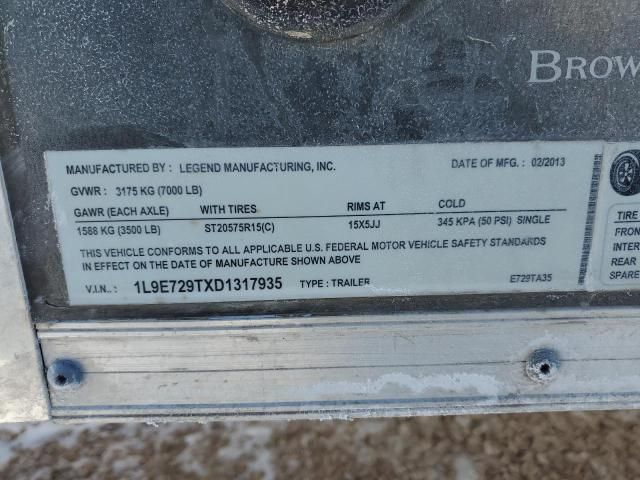 BROW
MANUFACTURED BY : LEGEND MANUFACTURING, INC. DATE OF MFG. : 02/2013
GVWR : 3175 KG (7000 LB)
GAWR (EACH AXLE) WITH TIRES RIMS AT COLD
1588 KG (3500 LB) ST20575R15(C) 15X5JJ 345 KPA (50 PSI) SINGLE
THIS VEHICLE CONFORMS TO ALL APPLICABLE U.S. FEDERAL MOTOR VEHICLE SAFETY STANDARDS
IN EFFECT ON THE DATE OF MANUFACTURE SHOWN ABOVE
V.I.N.. : 1L9E729TXD1317935 TYPE : TRAILER E729TA35
TIRE
FRON
INTER
REAR
SPARE